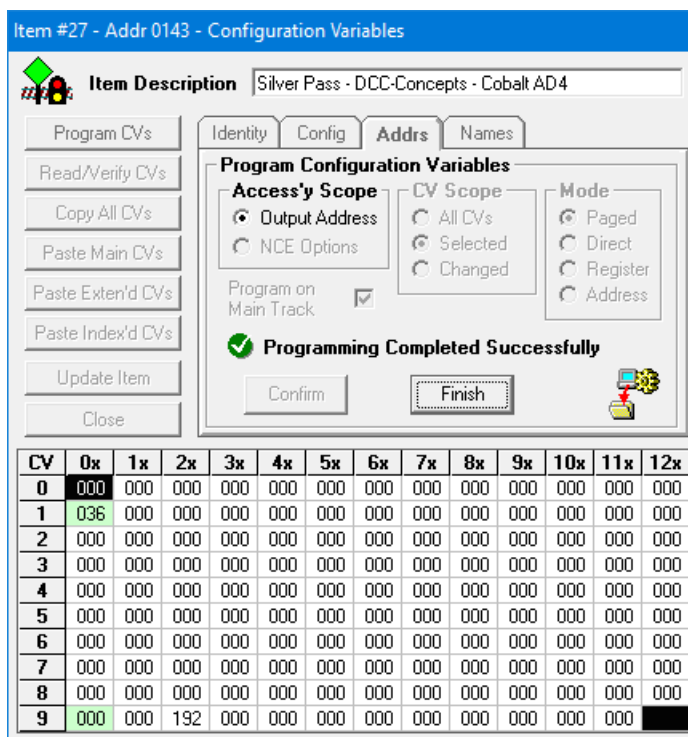 Item #27 - Addr 0143 - Configuration Variables
Item Description Silver Pass - DCC-Concepts - Cobalt AD4
Program CVs
Read/Verify CVs
Copy All CVs
Paste Main CVs
Paste Exten'd CVs
Paste Index'd CVs
Update Item
Close
Identity Config Addrs Names
Program Configuration Variables
Access'y Scope
Output Address
NCE Options
CV Scope
All CVs
Selected
Changed
Mode
Paged
Direct
Register
Address
Program on
Main Track
Programming Completed Successfully
Confirm Finish
CV 0x 1x 2x 3x 4x 5x 6x 7x 8x 9x 10x 11x 12x
0 000 000 000 000 000 000 000 000 000 000 000 000 000
1 036 000 000 000 000 000 000 000 000 000 000 000 000
2 000 000 000 000 000 000 000 000 000 000 000 000 000
3 000 000 000 000 000 000 000 000 000 000 000 000 000
4 000 000 000 000 000 000 000 000 000 000 000 000 000
5 000 000 000 000 000 000 000 000 000 000 000 000 000
6 000 000 000 000 000 000 000 000 000 000 000 000 000
7 000 000 000 000 000 000 000 000 000 000 000 000 000
8 000 000 000 000 000 000 000 000 000 000 000 000 000
9 000 000 192 000 000 000 000 000 000 000 000 000